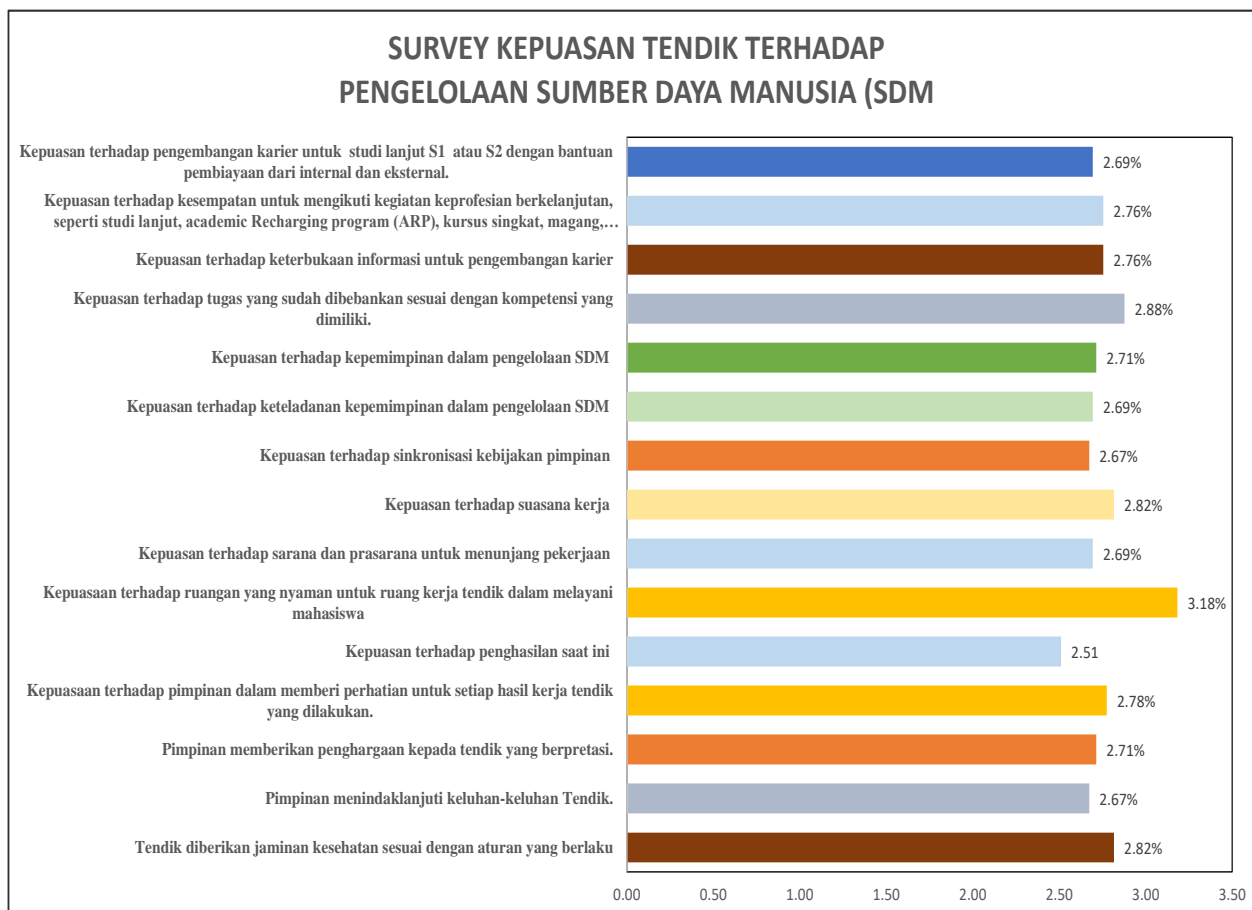 SURVEY KEPUASAN TENDIK TERHADAP
PENGELOLAAN SUMBER DAYA MANUSIA (SDM
Kepuasan terhadap pengembangan karier untuk studi lanjut S1 atau S2 dengan bantuan
pembiayaan dari internal dan eksternal.
2.69%
Kepuasan terhadap kesempatan untuk mengikuti kegiatan keprofesian berkelanjutan,
seperti studi lanjut, academic Recharging program (ARP), kursus singkat, magang,…
2.76%
Kepuasan terhadap keterbukaan informasi untuk pengembangan karier
2.76%
Kepuasan terhadap tugas yang sudah dibebankan sesuai dengan kompetensi yang
dimiliki.
2.88%
Kepuasan terhadap kepemimpinan dalam pengelolaan SDM
2.71%
Kepuasan terhadap keteladanan kepemimpinan dalam pengelolaan SDM
2.69%
Kepuasan terhadap sinkronisasi kebijakan pimpinan
2.67%
Kepuasan terhadap suasana kerja
2.82%
Kepuasan terhadap sarana dan prasarana untuk menunjang pekerjaan
2.69%
Kepuasaan terhadap ruangan yang nyaman untuk ruang kerja tendik dalam melayani
mahasiswa
3.18%
Kepuasan terhadap penghasilan saat ini
2.51
Kepuasaan terhadap pimpinan dalam memberi perhatian untuk setiap hasil kerja tendik
yang dilakukan.
2.78%
Pimpinan memberikan penghargaan kepada tendik yang berpretasi.
2.71%
Pimpinan menindaklanjuti keluhan-keluhan Tendik.
2.67%
Tendik diberikan jaminan kesehatan sesuai dengan aturan yang berlaku
2.82%
0.00 0.50 1.00 1.50 2.00 2.50 3.00 3.50